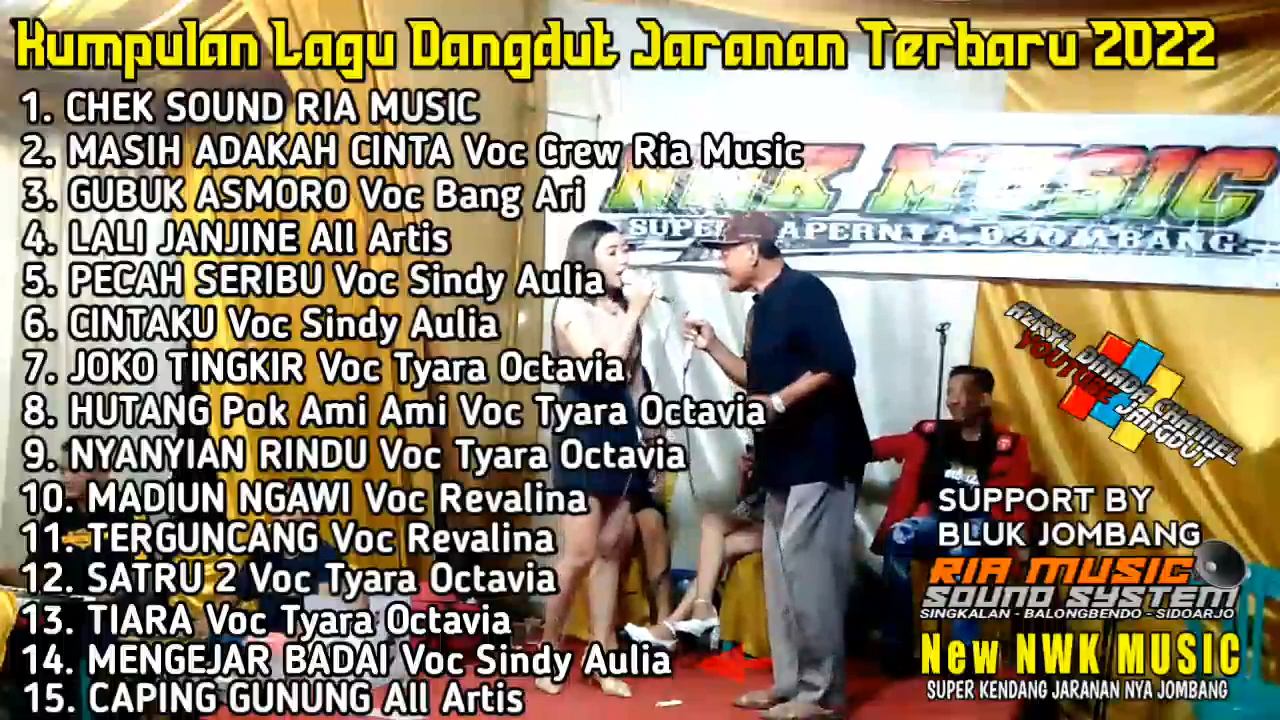 Kumpulan Lagu Dangdut Jaranan Terbaru 2022
1. CHEK SOUND RIA MUSIC
2. MASIH ADAKAH CINTA Voc Crew Ria Music
3. GUBUK ASMORO Voc Bang Ari
4. LALI JANJINE All Artis
5. PECAH SERIBU Voc Sindy Aulia
6. CINTAKU Voc Sindy Aulia
7. JOKO TINGKIR Voc Tyara Octavia
8. HUTANG Pok Ami Ami Voc Tyara Octavia
9. NYANYIAN RINDU Voc Tyara Octavia
10. MADIUN NGAWI Voc Revalina
11. TERGUNCANG Voc Revalina
12. SATRU 2 Voc Tyara Octavia
13. TIARA Voc Tyara Octavia
14. MENGEJAR BADAI Voc Sindy Aulia
15. CAPING GUNUNG All Artis
NWK MUSIC
SUPER D'JOMBANG
DMADA CHANNEL
YOUTUBE JANGDUT
SUPPORT BY
BLUK JOMBANG
RIA MUSIC
SOUND SYSTEM
SINGKALAN - BALONGBENDO - SIDOARJO
New NWK MUSIC
SUPER KENDANG JARANAN NYA JOMBANG